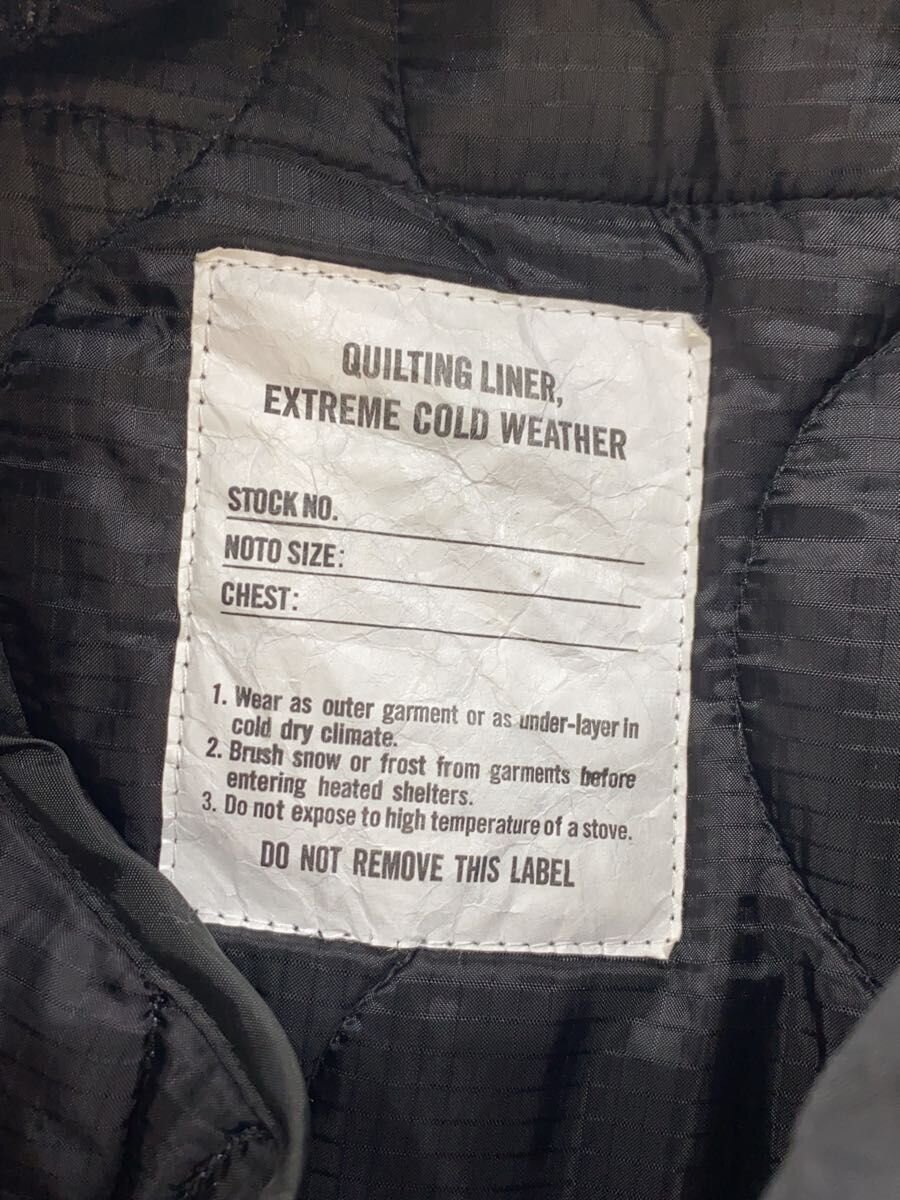 QUILTING LINER,
EXTREME COLD WEATHER
STOCK NO.
NOTO SIZE:
CHEST:
1. Wear as outer garment or as under-layer in
cold dry climate.
2. Brush snow or frost from garments before
entering heated shelters.
3. Do not expose to high temperature of a stove.
DO NOT REMOVE THIS LABEL